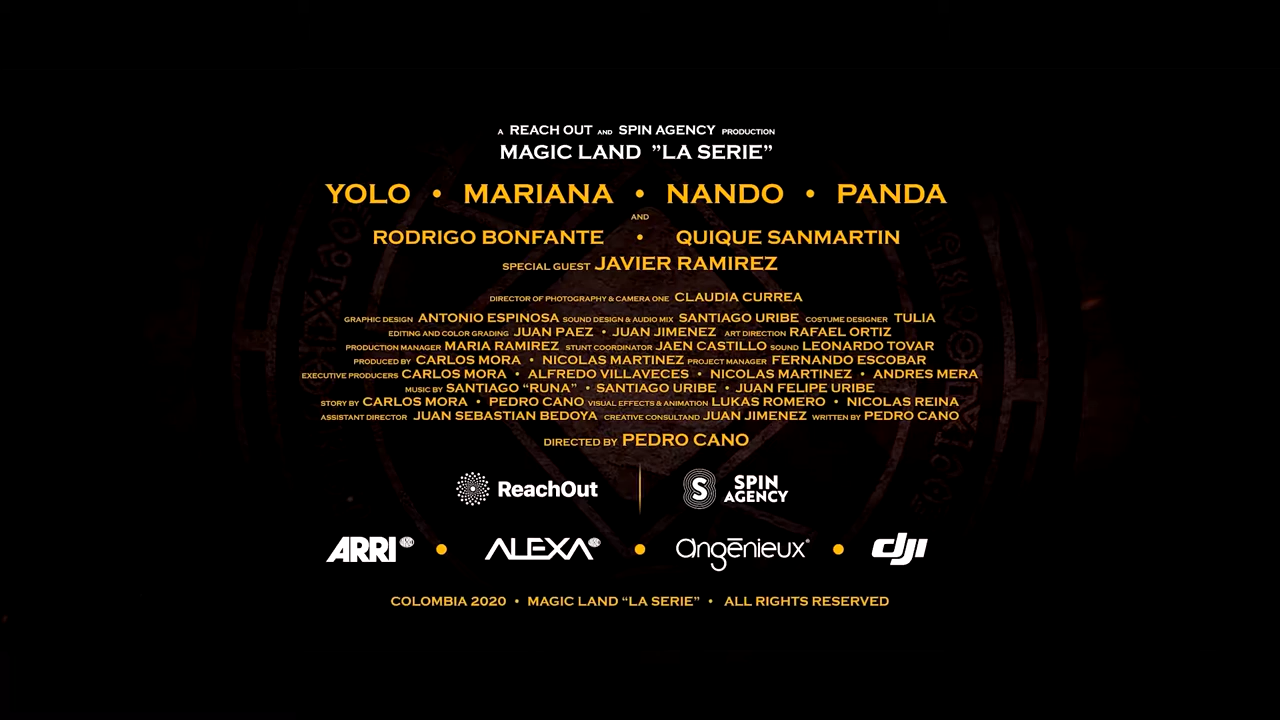 A REACH OUT AND SPIN AGENCY PRODUCTION
MAGIC LAND ”LA SERIE”
YOLO • MARIANA • NANDO • PANDA
AND
RODRIGO BONFANTE • QUIQUE SANMARTIN
SPECIAL GUEST JAVIER RAMIREZ
DIRECTOR OF PHOTOGRAPHY & CAMERA ONE CLAUDIA CURREA
GRAPHIC DESIGN ANTONIO ESPINOSA SOUND DESIGN & AUDIO MIX SANTIAGO URIBE COSTUME DESIGNER TULIA
EDITING AND COLOR GRADING JUAN PAEZ • JUAN JIMENEZ ART DIRECTION RAFAEL ORTIZ
PRODUCTION MANAGER MARIA RAMIREZ STUNT COORDINATOR JAEN CASTILLO SOUND LEONARDO TOVAR
PRODUCED BY CARLOS MORA • NICOLAS MARTINEZ PROJECT MANAGER FERNANDO ESCOBAR
EXECUTIVE PRODUCERS CARLOS MORA • ALFREDO VILLAVECES • NICOLAS MARTINEZ • ANDRES MERA
MUSIC BY SANTIAGO “RUNA” • SANTIAGO URIBE • JUAN FELIPE URIBE
STORY BY CARLOS MORA • PEDRO CANO VISUAL EFFECTS & ANIMATION LUKAS ROMERO • NICOLAS REINA
ASSISTANT DIRECTOR JUAN SEBASTIAN BEDOYA CREATIVE CONSULTAND JUAN JIMENEZ WRITTEN BY PEDRO CANO
DIRECTED BY PEDRO CANO
ReachOut S SPIN AGENCY
ARRI • ALEXA • angēnieux® • dji
COLOMBIA 2020 • MAGIC LAND “LA SERIE” • ALL RIGHTS RESERVED